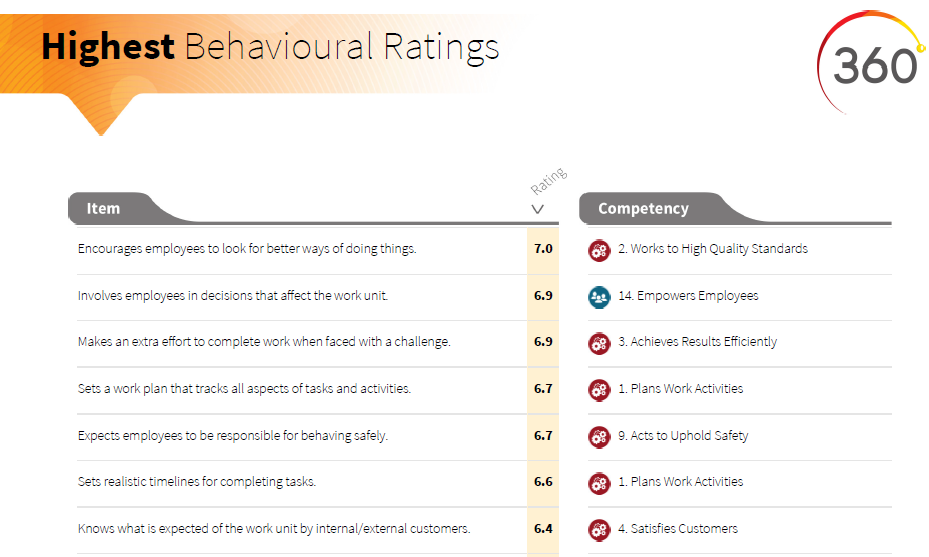 Highest Behavioural Ratings
360
Rating
Item
Competency
Encourages employees to look for better ways of doing things. 7.0 2. Works to High Quality Standards
Involves employees in decisions that affect the work unit. 6.9 14. Empowers Employees
Makes an extra effort to complete work when faced with a challenge. 6.9 3. Achieves Results Efficiently
Sets a work plan that tracks all aspects of tasks and activities. 6.7 1. Plans Work Activities
Expects employees to be responsible for behaving safely. 6.7 9. Acts to Uphold Safety
Sets realistic timelines for completing tasks. 6.6 1. Plans Work Activities
Knows what is expected of the work unit by internal/external customers. 6.4 4. Satisfies Customers